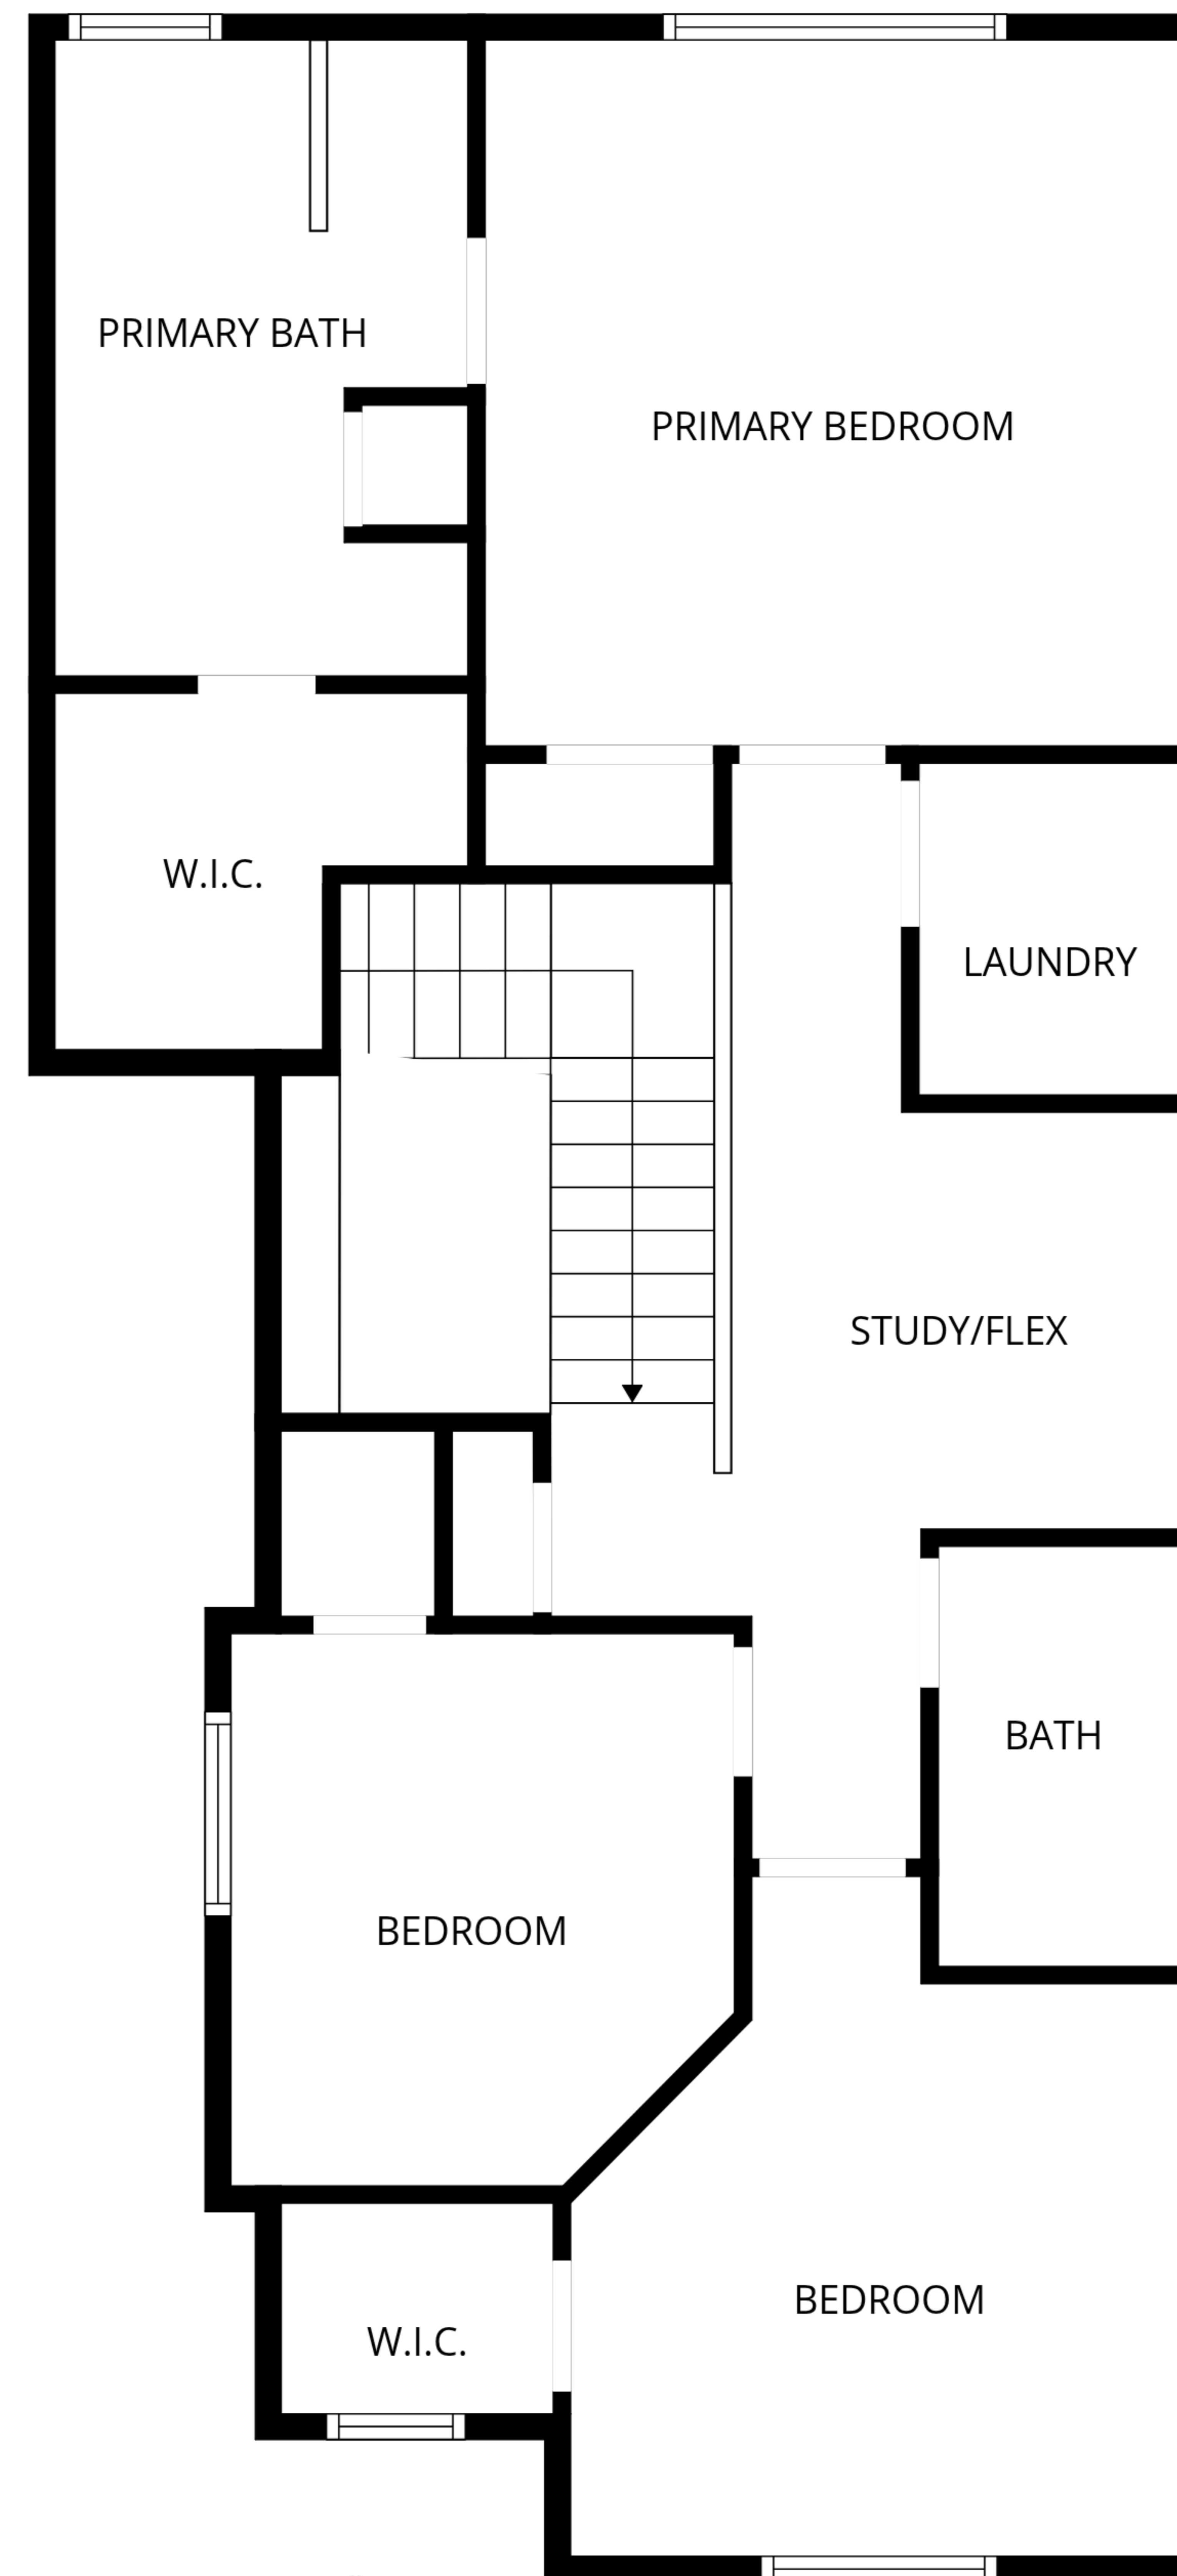 PRIMARY BATH
PRIMARY BEDROOM
W.I.C.
LAUNDRY
STUDY/FLEX
BATH
BEDROOM
BEDROOM
W.I.C.